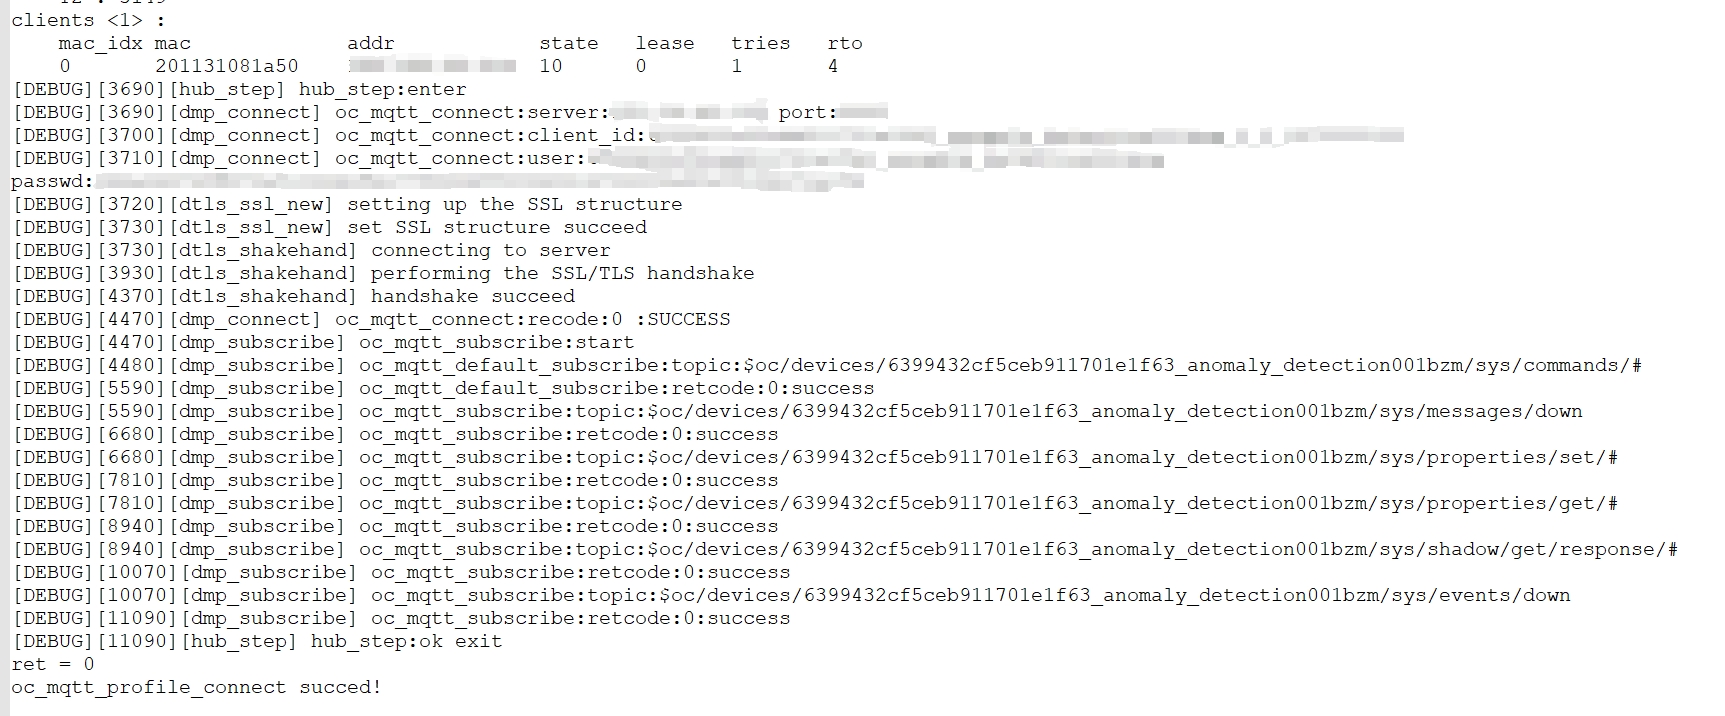 clients <1> :
mac_idx mac addr state lease tries rto
0 201131081a50 10 0 1 4
[DEBUG][3690][hub_step] hub_step:enter
[DEBUG][3690][dmp_connect] oc_mqtt_connect:server: port:
[DEBUG][3700][dmp_connect] oc_mqtt_connect:client_id:
[DEBUG][3710][dmp_connect] oc_mqtt_connect:user:
passwd:
[DEBUG][3720][dtls_ssl_new] setting up the SSL structure
[DEBUG][3730][dtls_ssl_new] set SSL structure succeed
[DEBUG][3730][dtls_shakehand] connecting to server
[DEBUG][3930][dtls_shakehand] performing the SSL/TLS handshake
[DEBUG][4370][dtls_shakehand] handshake succeed
[DEBUG][4470][dmp_connect] oc_mqtt_connect:recode:0 :SUCCESS
[DEBUG][4470][dmp_subscribe] oc_mqtt_subscribe:start
[DEBUG][4480][dmp_subscribe] oc_mqtt_default_subscribe:topic:$oc/devices/6399432cf5ceb911701e1f63_anomaly_detection001bzm/sys/commands/#
[DEBUG][5590][dmp_subscribe] oc_mqtt_default_subscribe:retcode:0:success
[DEBUG][5590][dmp_subscribe] oc_mqtt_subscribe:topic:$oc/devices/6399432cf5ceb911701e1f63_anomaly_detection001bzm/sys/messages/down
[DEBUG][6680][dmp_subscribe] oc_mqtt_subscribe:retcode:0:success
[DEBUG][6680][dmp_subscribe] oc_mqtt_subscribe:topic:$oc/devices/6399432cf5ceb911701e1f63_anomaly_detection001bzm/sys/properties/set/#
[DEBUG][7810][dmp_subscribe] oc_mqtt_subscribe:retcode:0:success
[DEBUG][7810][dmp_subscribe] oc_mqtt_subscribe:topic:$oc/devices/6399432cf5ceb911701e1f63_anomaly_detection001bzm/sys/properties/get/#
[DEBUG][8940][dmp_subscribe] oc_mqtt_subscribe:retcode:0:success
[DEBUG][8940][dmp_subscribe] oc_mqtt_subscribe:topic:$oc/devices/6399432cf5ceb911701e1f63_anomaly_detection001bzm/sys/shadow/get/response/#
[DEBUG][10070][dmp_subscribe] oc_mqtt_subscribe:retcode:0:success
[DEBUG][10070][dmp_subscribe] oc_mqtt_subscribe:topic:$oc/devices/6399432cf5ceb911701e1f63_anomaly_detection001bzm/sys/events/down
[DEBUG][11090][dmp_subscribe] oc_mqtt_subscribe:retcode:0:success
[DEBUG][11090][hub_step] hub_step:ok exit
ret = 0
oc_mqtt_profile_connect succed!